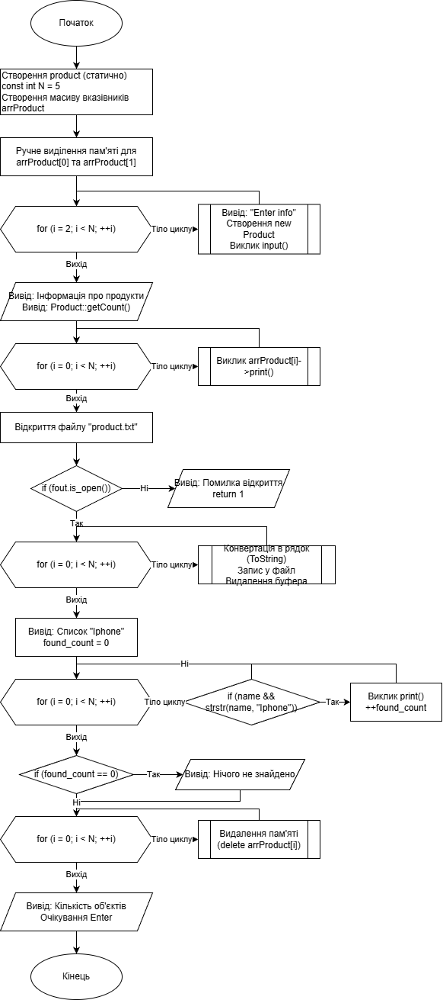 Початок
Створення product (статично)
const int N = 5
Створення масиву вказівників
arrProduct
Ручне виділення пам'яті для
arrProduct[0] та arrProduct[1]
for (i = 2; i < N; ++i)
Тіло циклу
Вивід: "Enter info"
Створення new
Product
Виклик input()
Вихід
Вивід: Інформація про продукти
Вивід: Product::getCount()
for (i = 0; i < N; ++i)
Тіло циклу
Виклик arrProduct[i]-
>print()
Вихід
Відкриття файлу "product.txt"
if (fout.is_open())
Ні
Вивід: Помилка відкриття
return 1
Так
for (i = 0; i < N; ++i)
Тіло циклу
Конвертація в рядок
(ToString)
Запис у файл
Видалення буфера
Вихід
Вивід: Список "Iphone"
found_count = 0
Ні
for (i = 0; i < N; ++i)
Тіло циклу
if (name &&
strstr(name, "Iphone"))
Так
Виклик print()
++found_count
Вихід
if (found_count == 0)
Так
Вивід: Нічого не знайдено
Ні
for (i = 0; i < N; ++i)
Тіло циклу
Видалення пам'яті
(delete arrProduct[i])
Вихід
Вивід: Кількість об'єктів
Очікування Enter
Кінець